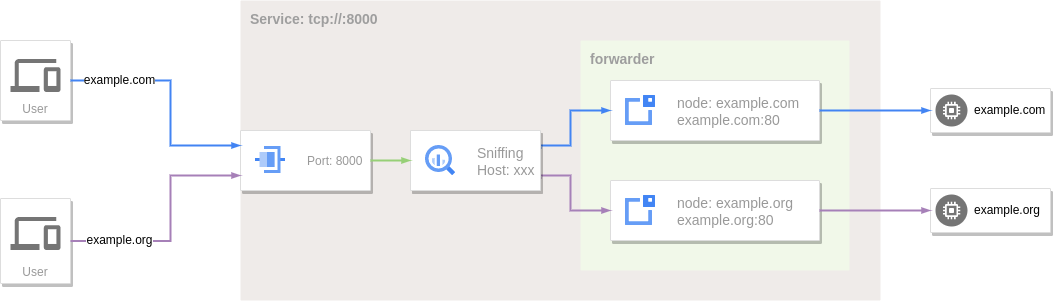 Service: tcp://:8000
forwarder
User
example.com
User
example.org
Port: 8000
Sniffing
Host: xxx
node: example.com
example.com:80
node: example.org
example.org:80
example.com
example.org